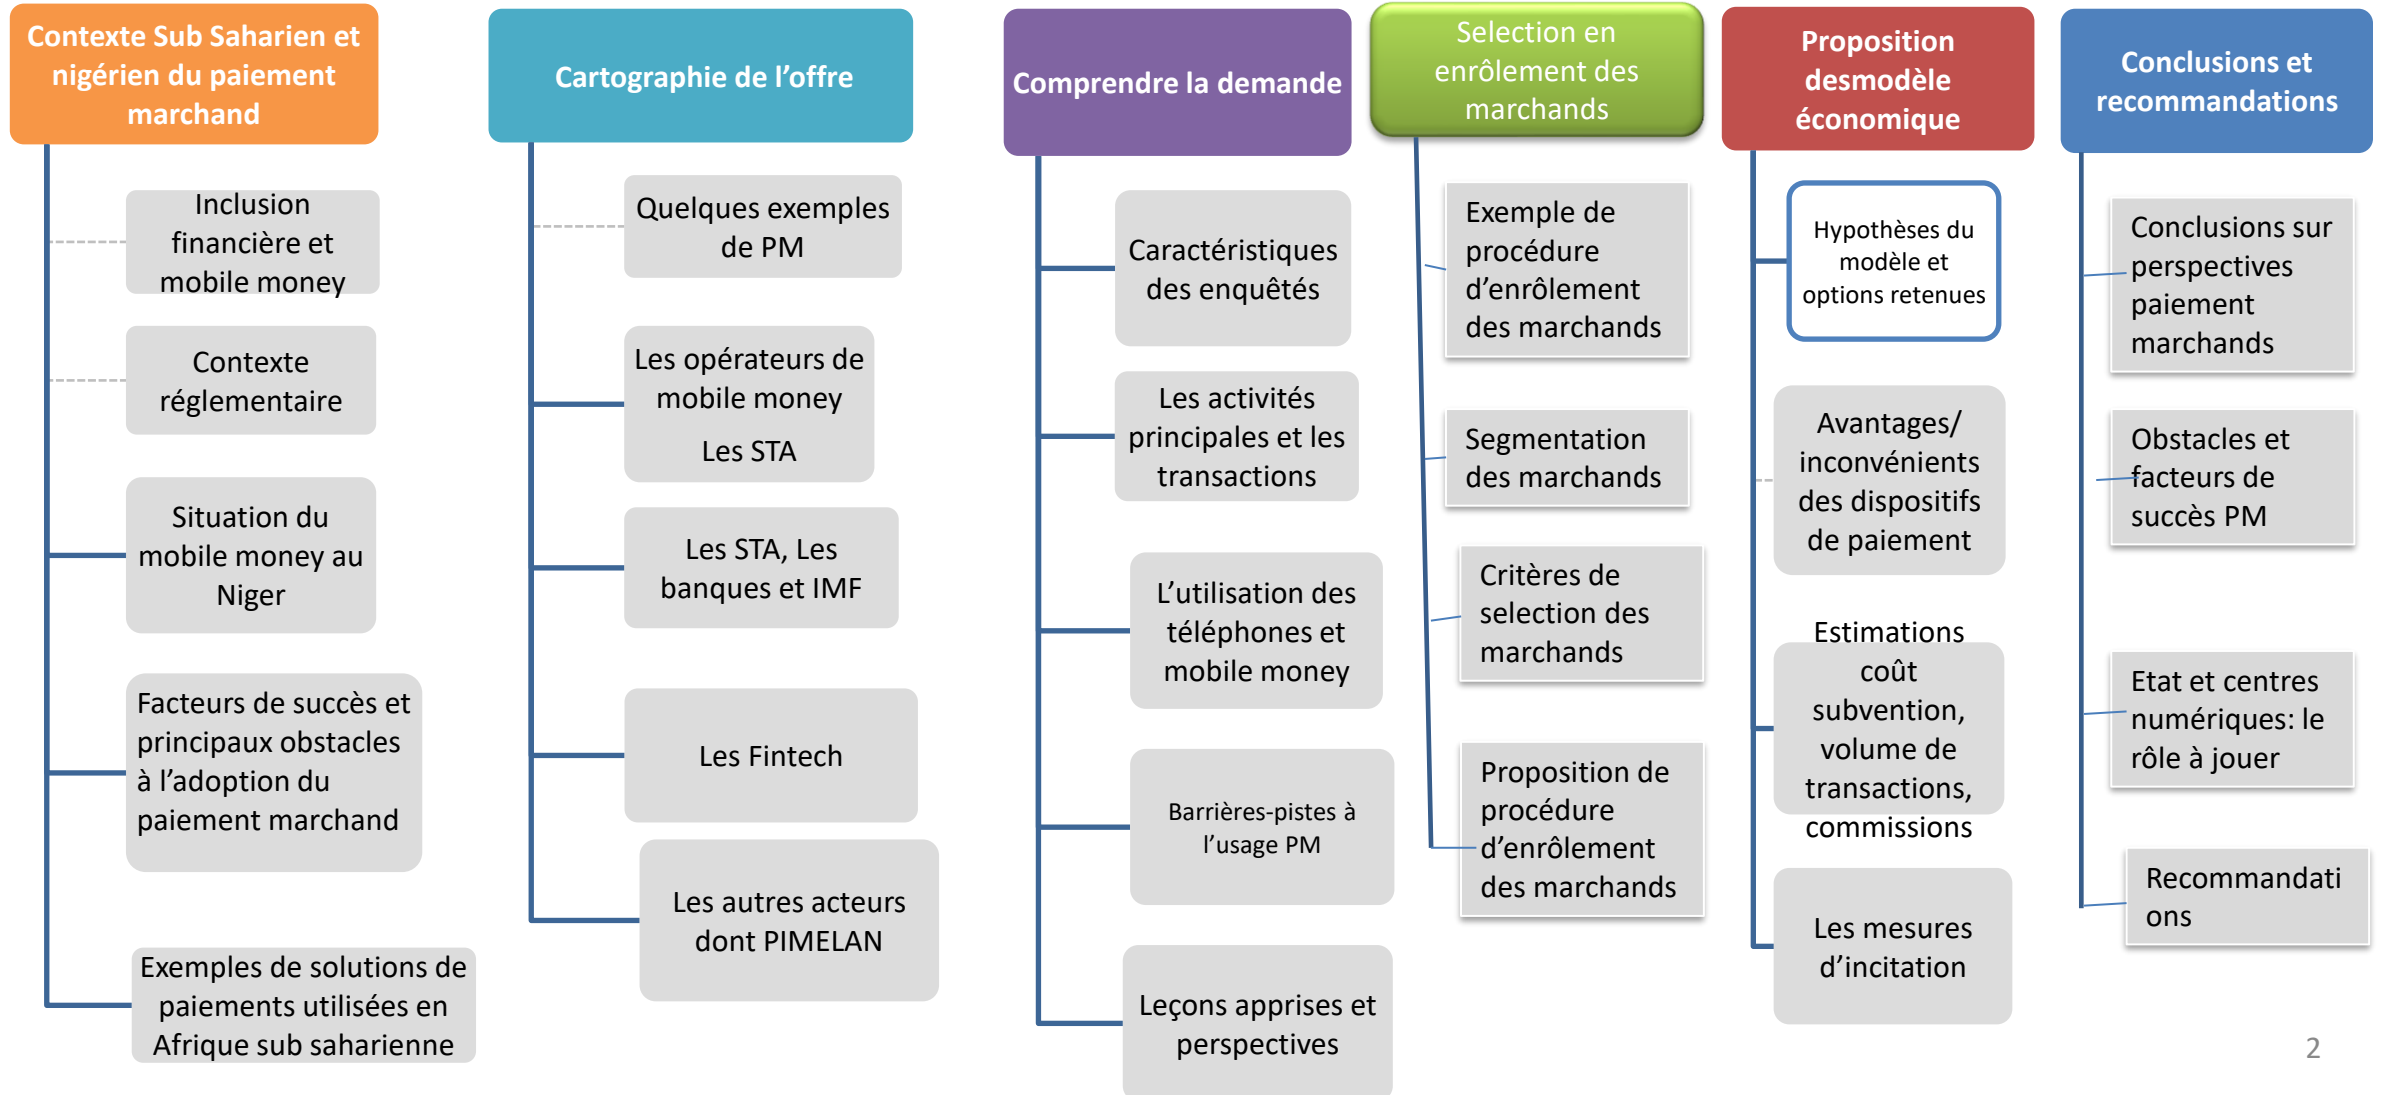 Contexte Sub Saharien et
nigérien du paiement
marchand
Inclusion
financière et
mobile money
Contexte
réglementaire
Situation du
mobile money au
Niger
Facteurs de succès et
principaux obstacles
à l’adoption du
paiement marchand
Exemples de solutions de
paiements utilisées en
Afrique sub saharienne
Cartographie de l’offre
Quelques exemples
de PM
Les opérateurs de
mobile money
Les STA
Les STA, Les
banques et IMF
Les Fintech
Les autres acteurs
dont PIMELAN
Comprendre la demande
Caractéristiques
des enquêtés
Les activités
principales et les
transactions
L’utilisation des
téléphones et
mobile money
Barrières-pistes à
l’usage PM
Leçons apprises et
perspectives
Selection en
enrôlement des
marchands
Exemple de
procédure
d’enrôlement
des marchands
Segmentation
des marchands
Critères de
selection des
marchands
Proposition de
procédure
d’enrôlement
des marchands
Proposition
desmodèle
économique
Hypothèses du
modèle et
options retenues
Avantages/
inconvénients
des dispositifs
de paiement
Estimations
coût
subvention,
volume de
transactions,
commissions
Les mesures
d’incitation
Conclusions et
recommandations
Conclusions sur
perspectives
paiement
marchands
Obstacles et
facteurs de
succès PM
Etat et centres
numériques: le
rôle à jouer
Recommandati
ons
2